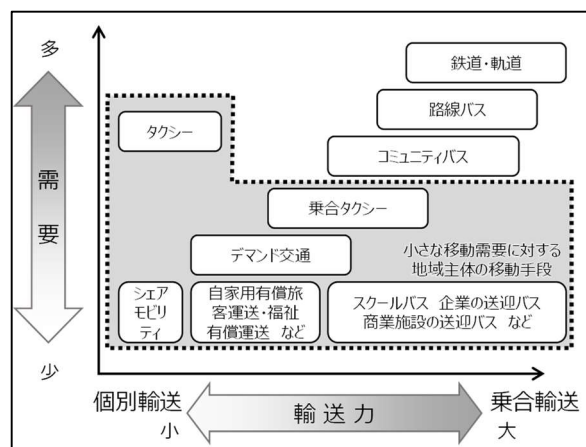 多
需
要
少
鉄道・軌道
路線バス
コミュニティバス
タクシー
乗合タクシー
デマンド交通
小さな移動需要に対する
地域主体の移動手段
シェア
モビリ
ティ
自家用有償旅
客運送・福祉
有償運送 など
スクールバス 企業の送迎バス
商業施設の送迎バス など
個別輸送
小
輸送力
乗合輸送
大